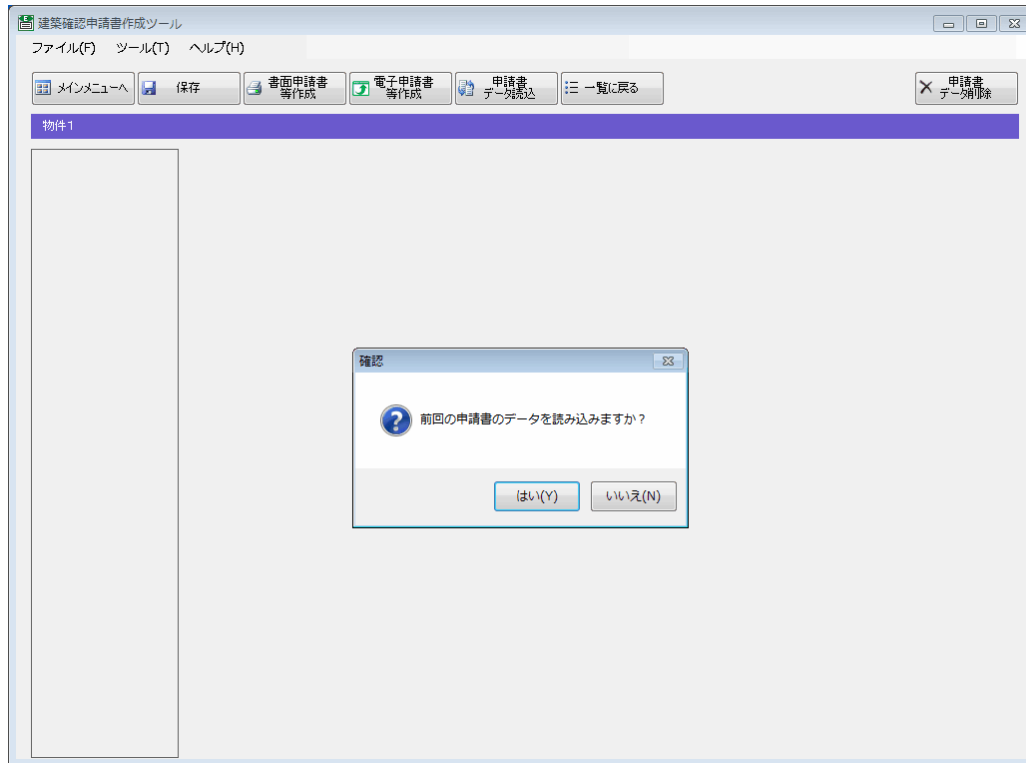 建築確認申請書作成ツール
ファイル(F) ツール(T) ヘルプ(H)
メインメニューへ
保存
書面申請書
等作成
電子申請書
等作成
申請書
データ読込
一覧に戻る
申請書
データ削除
物件1
確認
前回の申請書のデータを読み込みますか?
はい(Y)
いいえ(N)